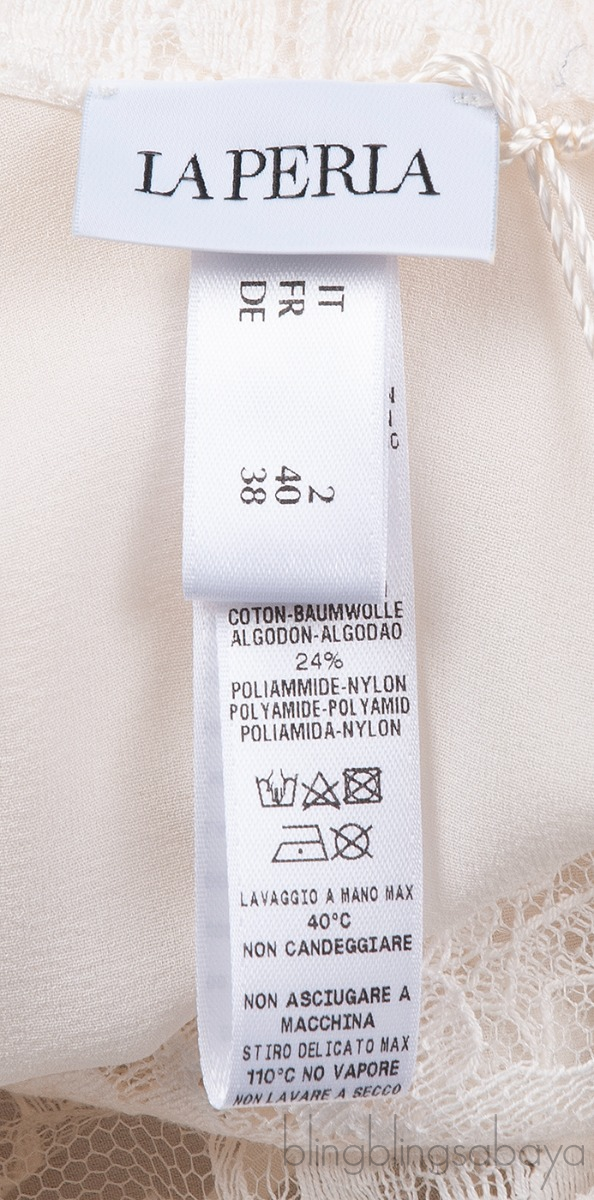 LA PERLA
IT 2
FR 40
DE 38
COTON-BAUMWOLLE
ALGODON-ALGODAO
24%
POLIAMMIDE-NYLON
POLYAMIDE-POLYAMID
POLIAMIDA-NYLON
LAVAGGIO A MANO MAX
40°C
NON CANDEGGIARE
NON ASCIUGARE A
MACCHINA
STIRO DELICATO MAX
110°C NO VAPORE
NON LAVARE A SECCO
blingblingsabaya